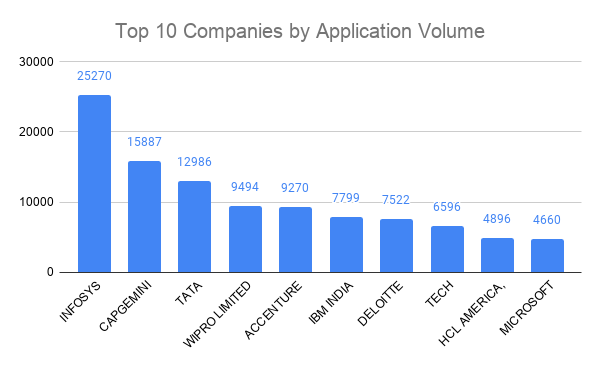 Top 10 Companies by Application Volume
30000
20000
10000
0
25270
15887
12986
9494
9270
7799
7522
6596
4896
4660
INFOSYS
CAPGEMINI
TATA
WIPRO LIMITED
ACCENTURE
IBM INDIA
DELOITTE
TECH
HCL AMERICA,
MICROSOFT